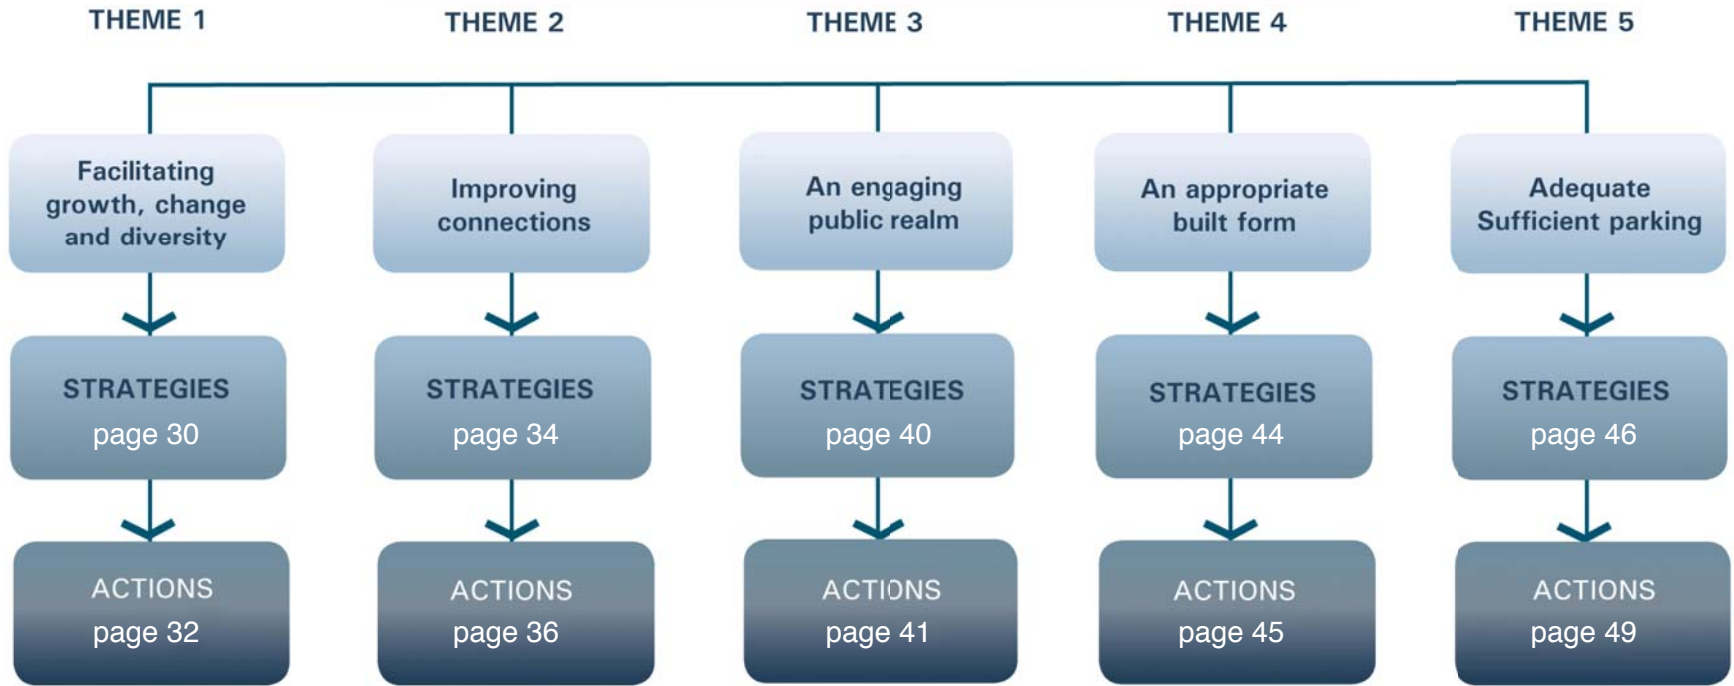 THEME 1
THEME 2
THEME 3
THEME 4
THEME 5
Facilitating
growth, change
and diversity
Improving
connections
An engaging
public realm
An appropriate
built form
Adequate
Sufficient parking
STRATEGIES
page 30
STRATEGIES
page 34
STRATEGIES
page 40
STRATEGIES
page 44
STRATEGIES
page 46
ACTIONS
page 32
ACTIONS
page 36
ACTIONS
page 41
ACTIONS
page 45
ACTIONS
page 49